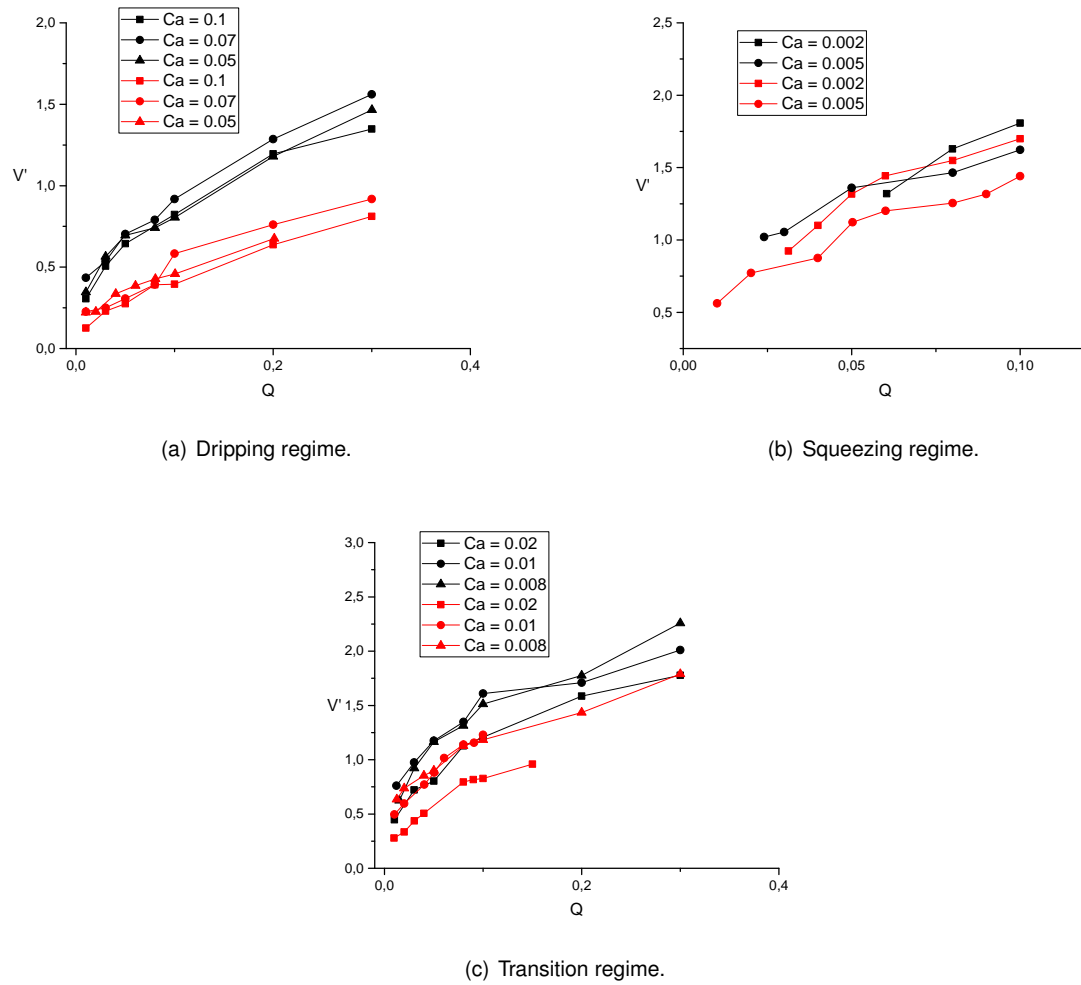 2,0
1,5
1,0
0,5
0,0
V'
Ca = 0.1
Ca = 0.07
Ca = 0.05
Ca = 0.1
Ca = 0.07
Ca = 0.05
0,0
0,2
0,4
Q
(a) Dripping regime.
2,5
2,0
1,5
1,0
0,5
V'
Ca = 0.002
Ca = 0.005
Ca = 0.002
Ca = 0.005
0,00
0,05
0,10
Q
(b) Squeezing regime.
3,0
2,5
2,0
1,5
1,0
0,5
0,0
V'
Ca = 0.02
Ca = 0.01
Ca = 0.008
Ca = 0.02
Ca = 0.01
Ca = 0.008
0,0
0,2
0,4
Q
(c) Transition regime.